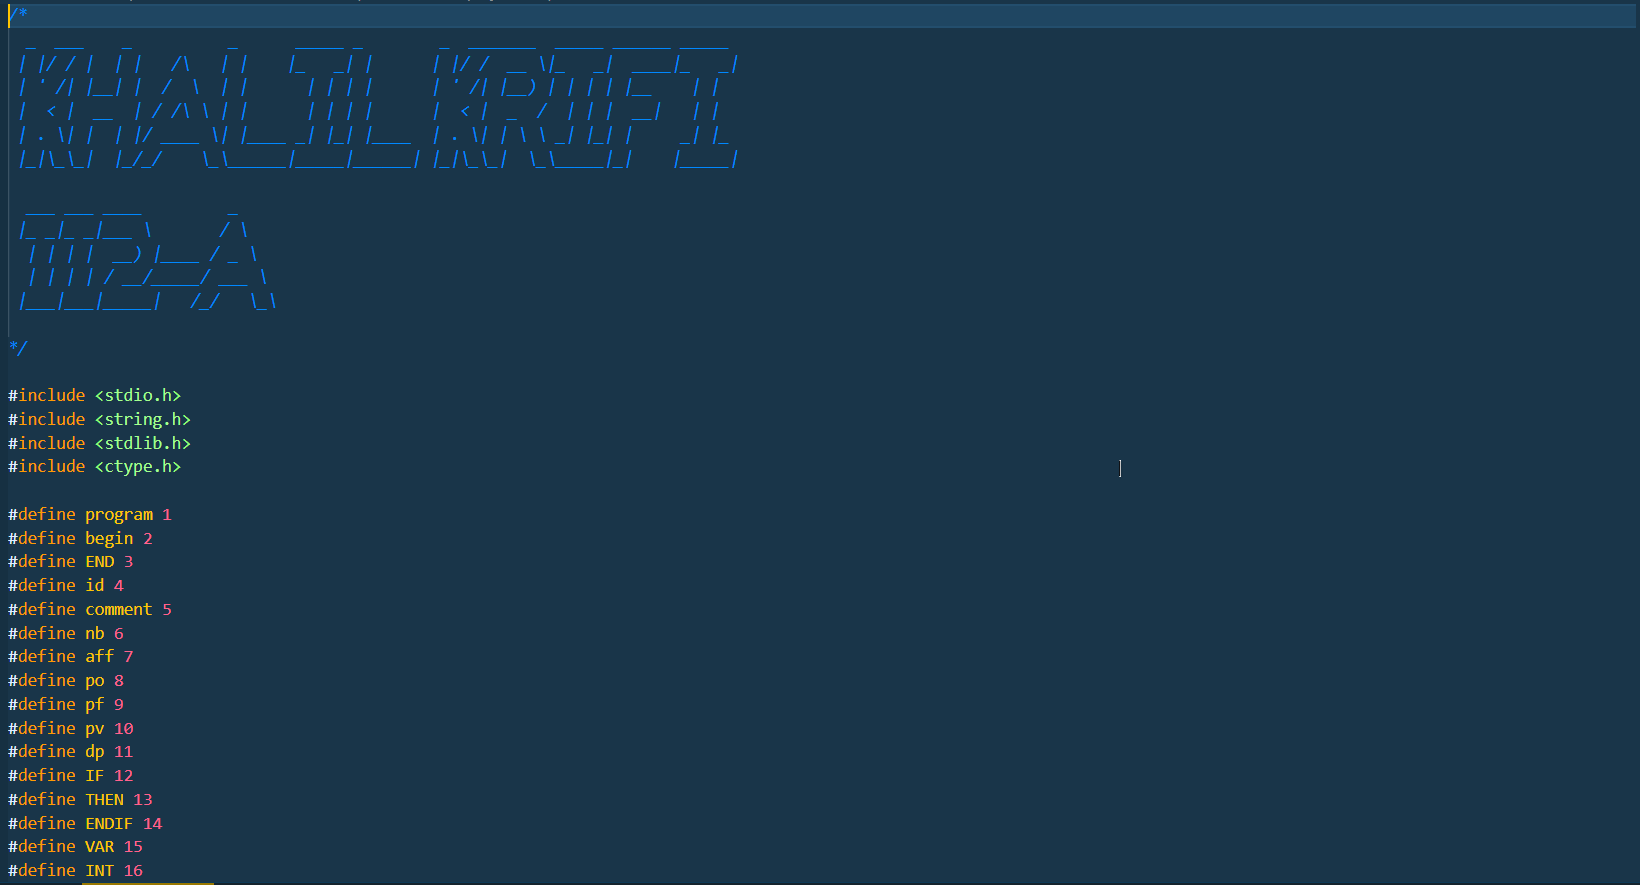 /*
KHALIL KRIFI
II2-A
*/
#include <stdio.h>
#include <string.h>
#include <stdlib.h>
#include <ctype.h>
#define program 1
#define begin 2
#define END 3
#define id 4
#define comment 5
#define nb 6
#define aff 7
#define po 8
#define pf 9
#define pv 10
#define dp 11
#define IF 12
#define THEN 13
#define ENDIF 14
#define VAR 15
#define INT 16